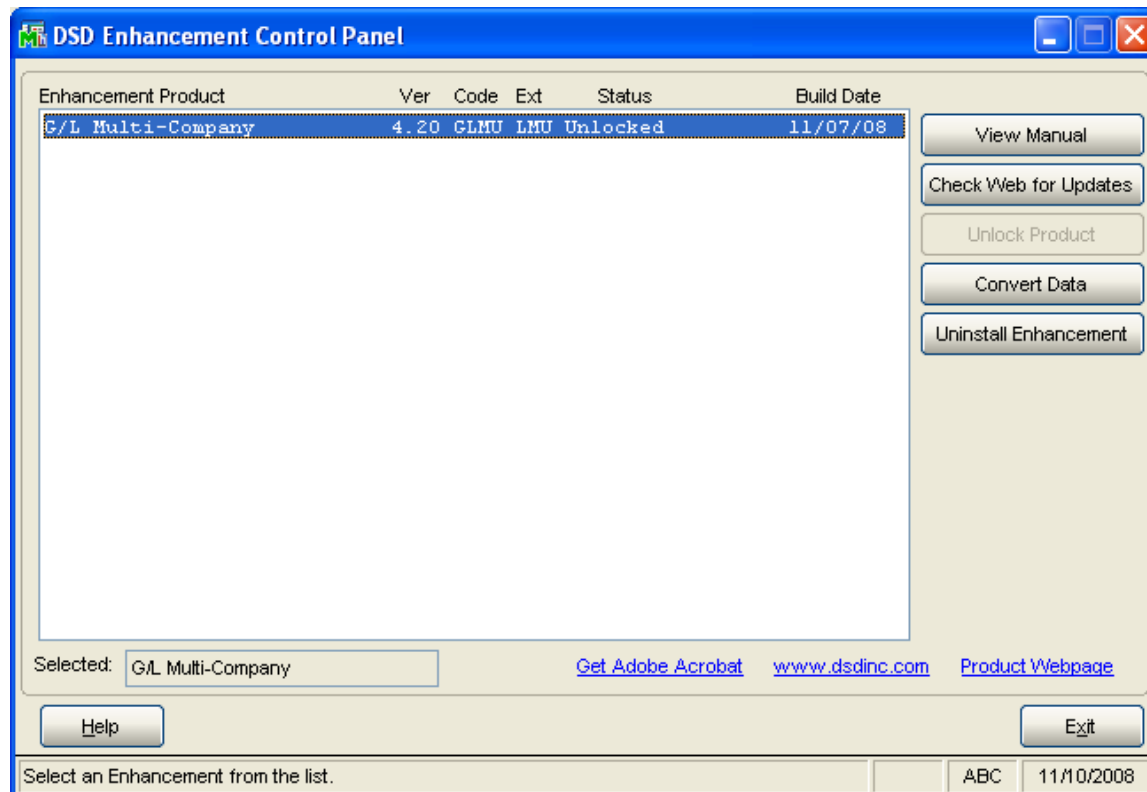 DSD Enhancement Control Panel
Enhancement Product Ver Code Ext Status Build Date
G/L Multi-Company 4.20 GLMU LMU Unlocked 11/07/08
View Manual
Check Web for Updates
Unlock Product
Convert Data
Uninstall Enhancement
Selected: G/L Multi-Company Get Adobe Acrobat www.dsdinc.com Product Webpage
Help Exit
Select an Enhancement from the list. ABC 11/10/2008